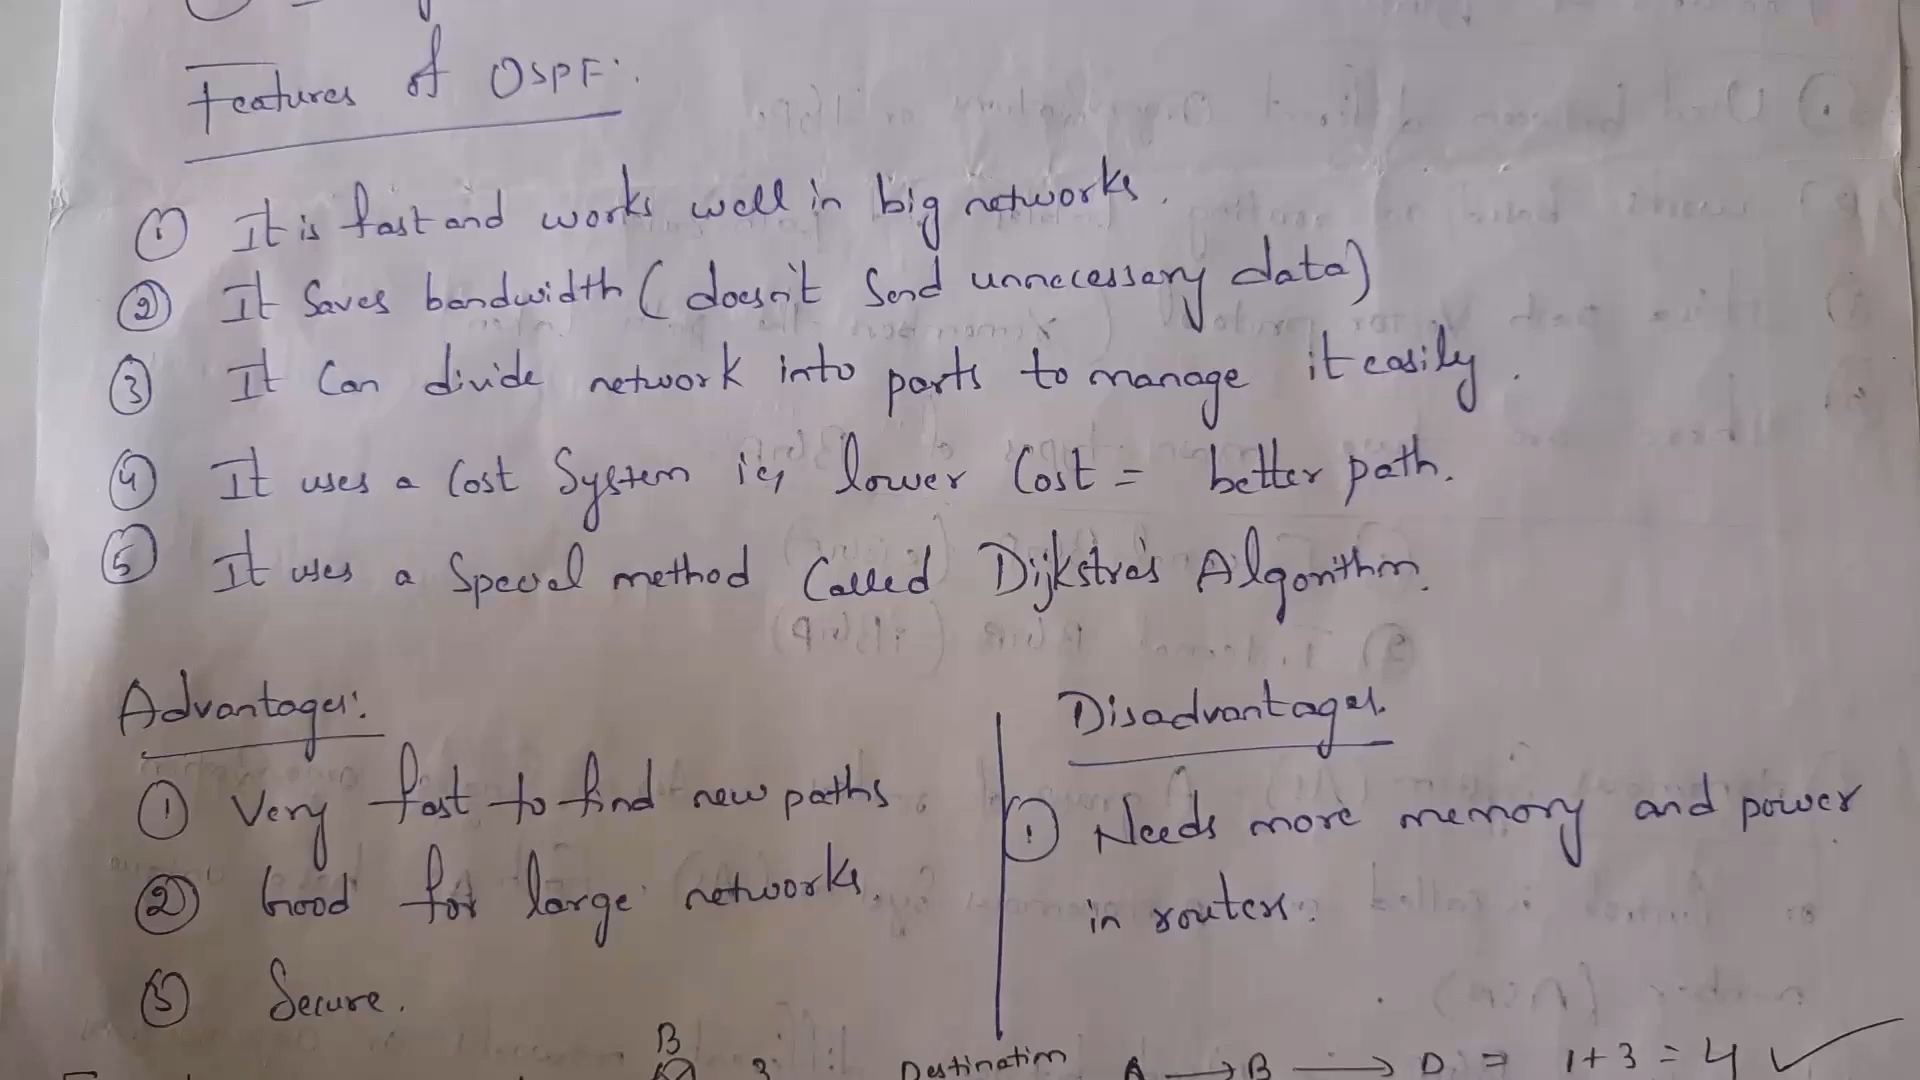 Features of OSPF:
① It is fast and works well in big networks.
② It saves bandwidth (doesn't send unnecessary data)
③ It can divide network into parts to manage it easily.
④ It uses a cost system ie, lower cost = better path.
⑤ It uses a special method called Dijkstra's Algorithm.
Advantages:
① Very fast to find new paths.
② Good for large networks.
③ Secure.
Disadvantages.
① Needs more memory and power
in routers.
B
3
Destination
A → B → D ⇒ 1+3 = 4 ✓